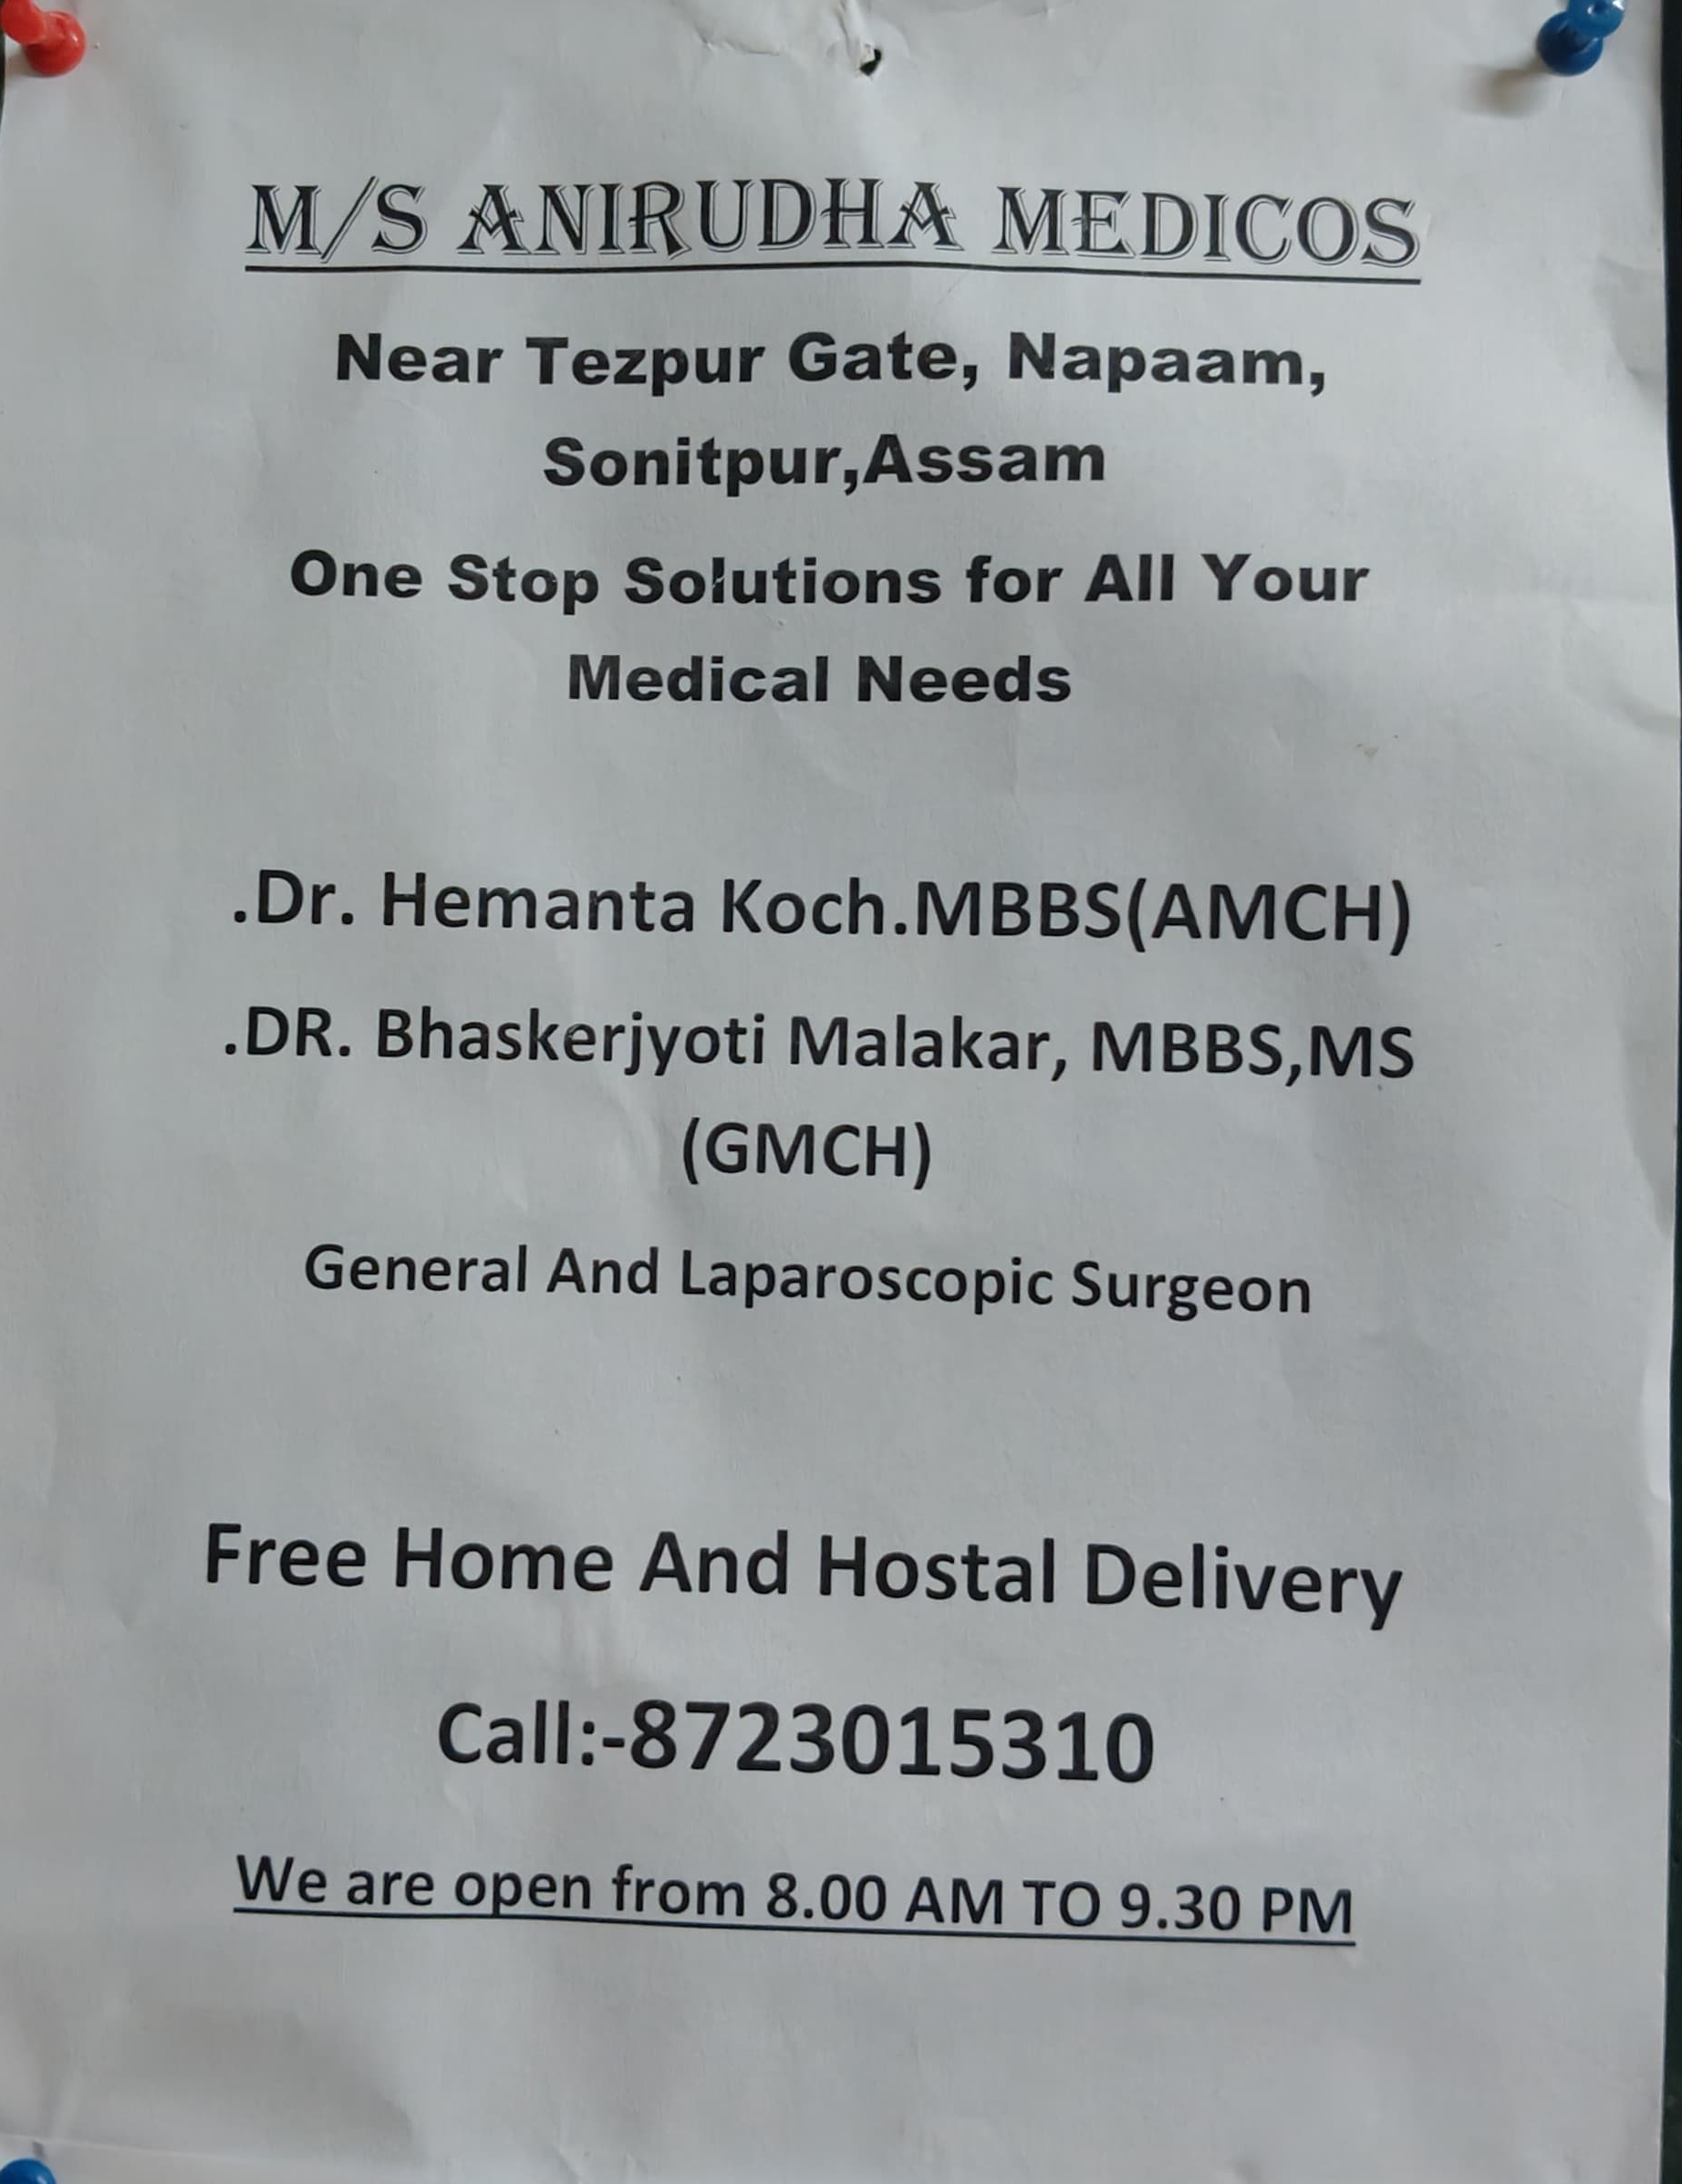 M/S ANIRUDHA MEDICOS
Near Tezpur Gate, Napaam,
Sonitpur,Assam
One Stop Solutions for All Your
Medical Needs
.Dr. Hemanta Koch.MBBS(AMCH)
.DR. Bhaskerjyoti Malakar, MBBS,MS
(GMCH)
General And Laparoscopic Surgeon
Free Home And Hostal Delivery
Call:-8723015310
We are open from 8.00 AM TO 9.30 PM